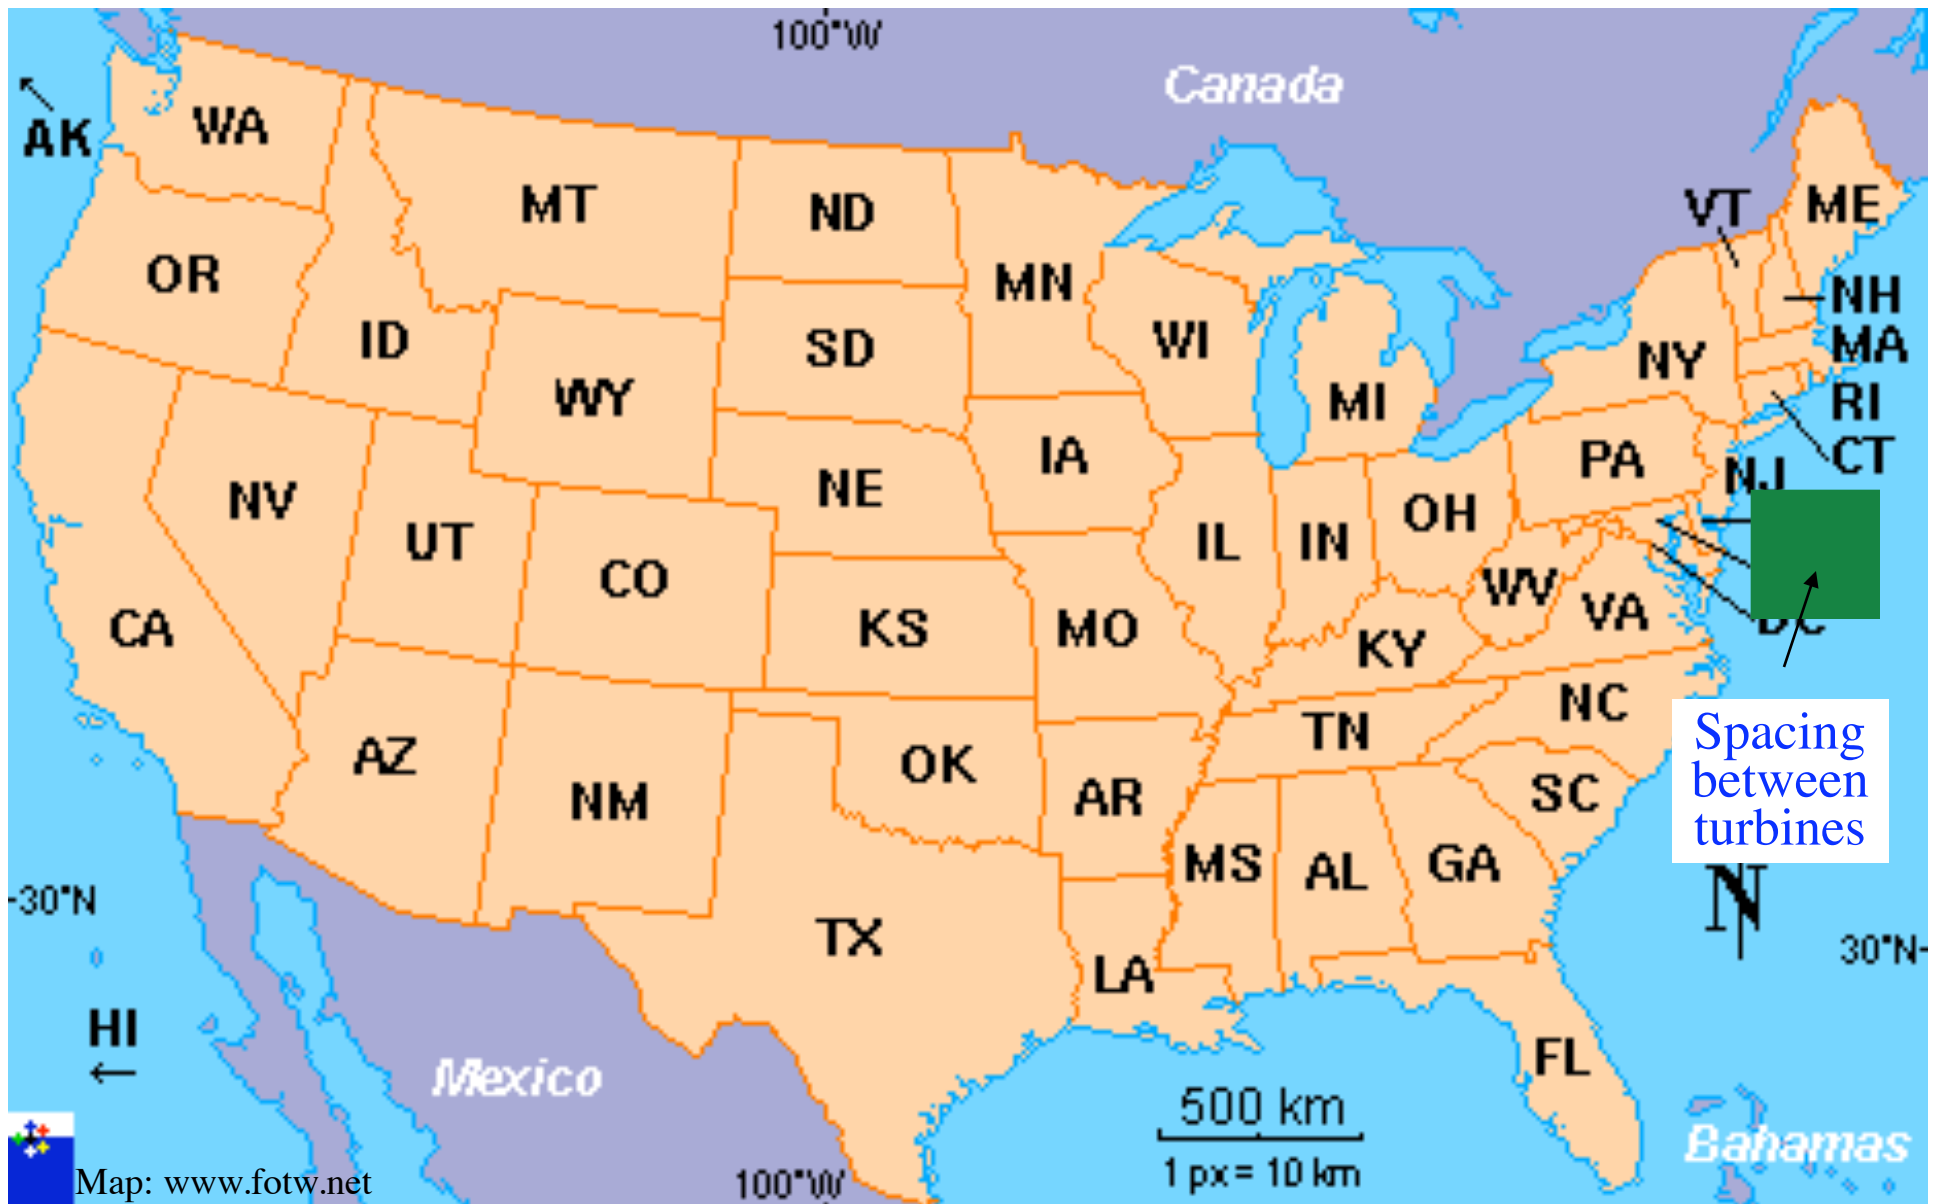 100°W
Canada
WA
AK
MT
ND
VT
ME
OR
MN
NH
ID
SD
WI
MA
NY
WY
MI
RI
IA
PA
CT
NV
NE
NJ
UT
OH
IL
IN
CO
WV
VA
CA
KS
MO
DC
KY
NC
TN
Spacing
between
turbines
AZ
OK
NM
AR
SC
MS
AL
GA
30°N
N
TX
30°N
LA
HI
FL
Mexico
500 km
Bahamas
1 px = 10 km
Map: www.fotw.net
100°W